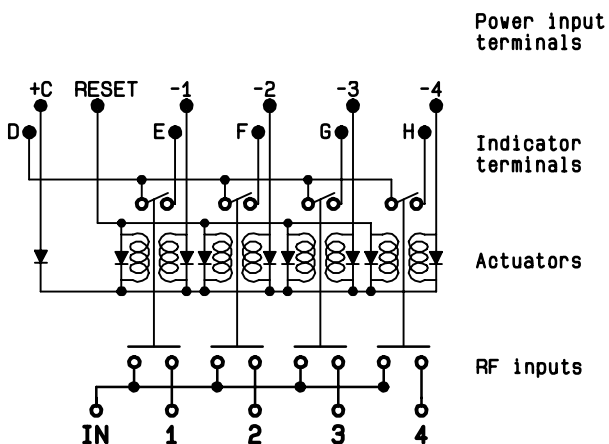 Power input
terminals
+C RESET -1 -2 -3 -4
D E F G H
Indicator
terminals
Actuators
RF inputs
IN 1 2 3 4